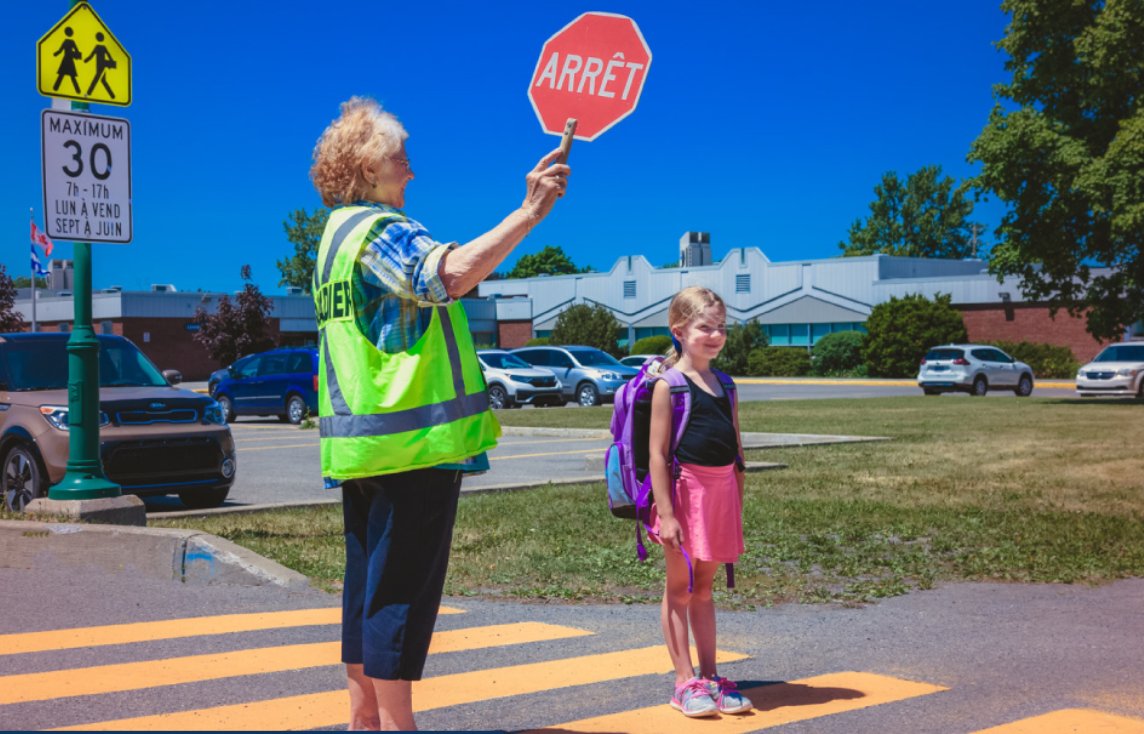 MAXIMUM
30
7h - 17h
LUN À VEND
SEPT À JUIN
ARRÊT